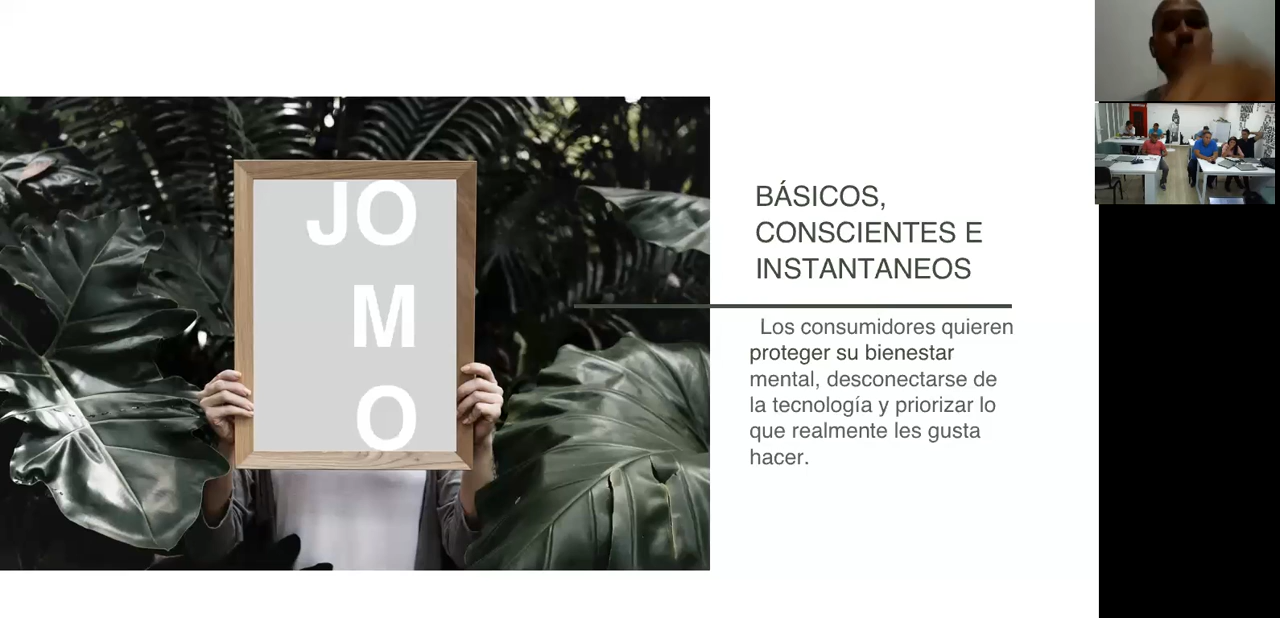 JO
M
O
BÁSICOS,
CONSCIENTES E
INSTANTANEOS
Los consumidores quieren
proteger su bienestar
mental, desconectarse de
la tecnología y priorizar lo
que realmente les gusta
hacer.